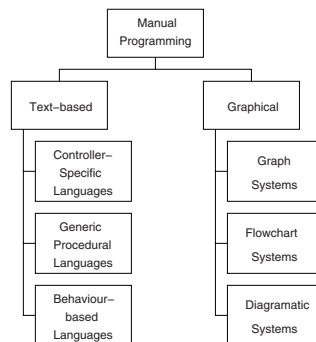 Manual
Programming
Text–based
Graphical
Controller–
Specific
Languages
Graph
Systems
Generic
Procedural
Languages
Flowchart
Systems
Behaviour–
based
Languages
Diagramatic
Systems